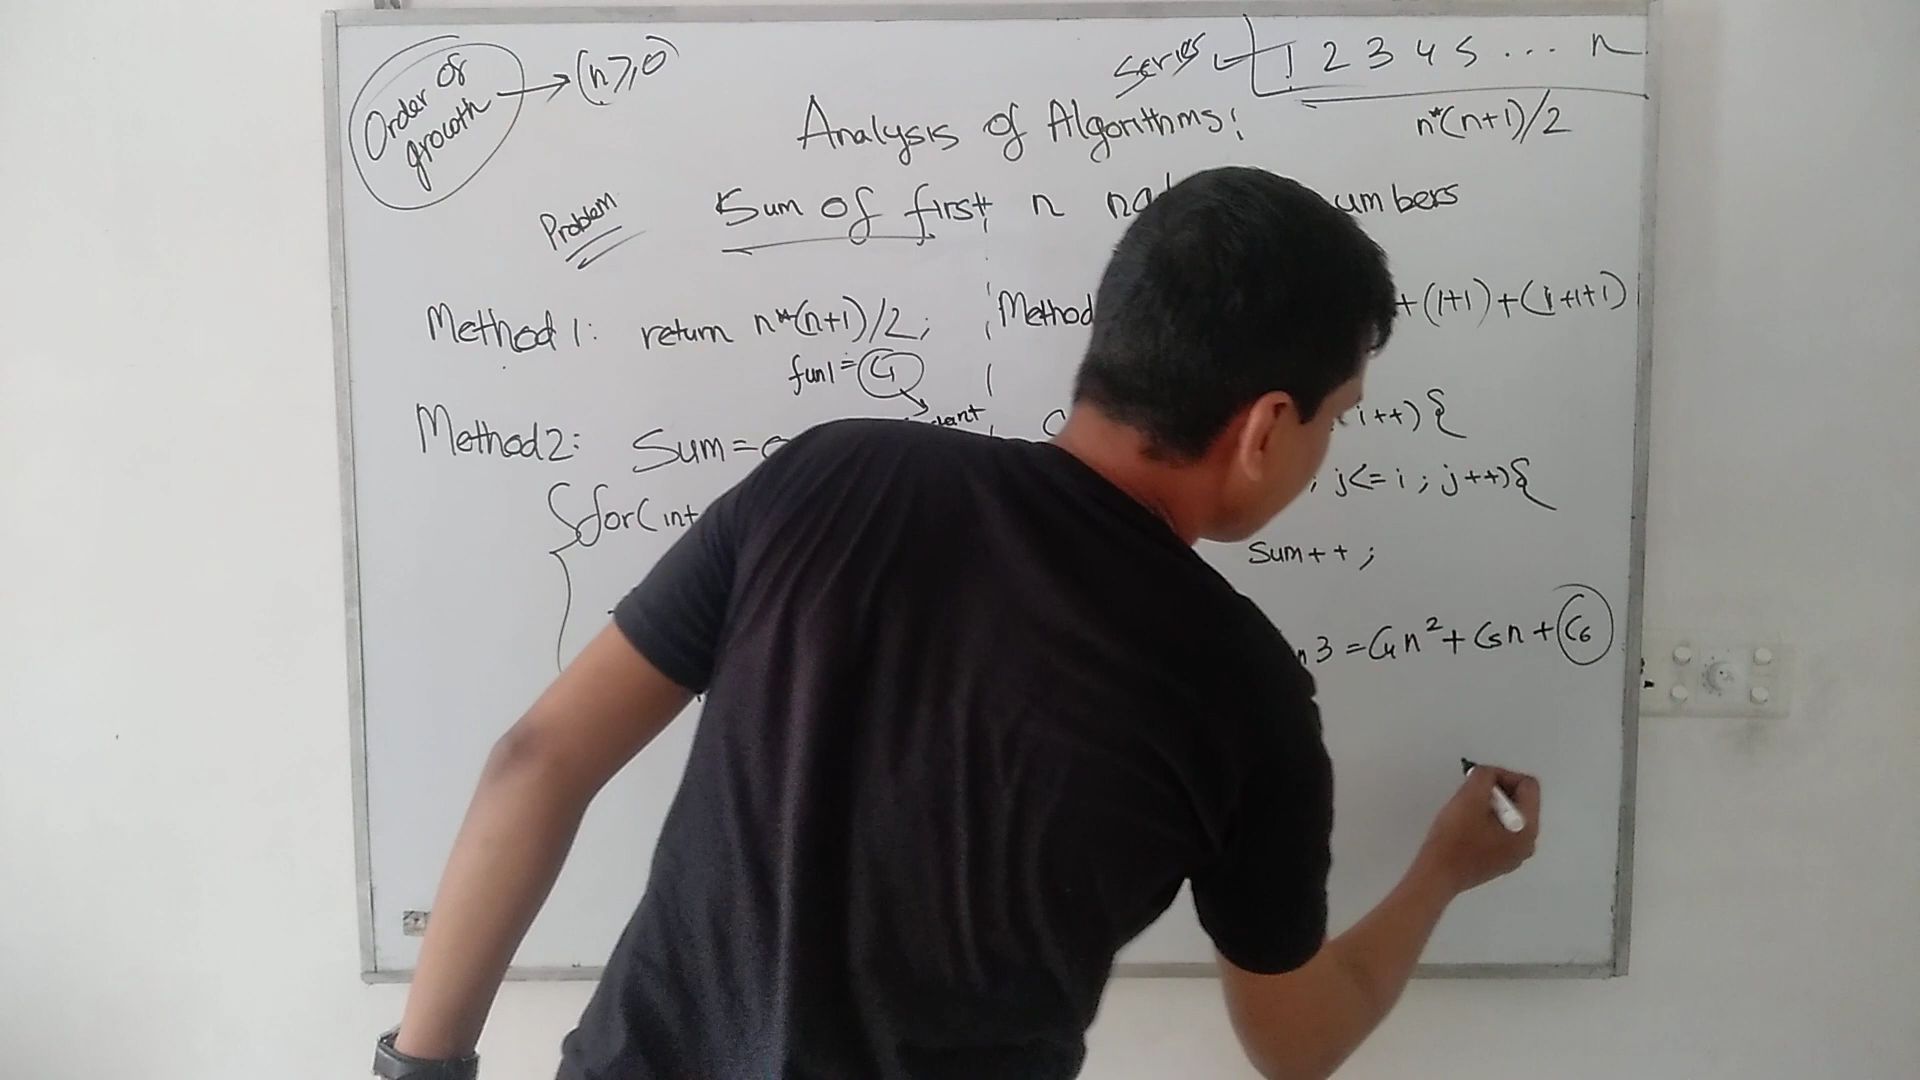 Order of growth → (n>,0)
Series 1 2 3 4 5 ... n
n*(n+1)/2
Analysis of Algorithms:
Problem Sum of first n umbers
Method 1: return n*(n+1)/2;
fun1 = C1
Method +(1+1)+(1+1+1)
Method 2: Sum=0
for(int
i++){
; j<=i ; j++){
Sum++ ;
n3 = C4n²+C5n+C6